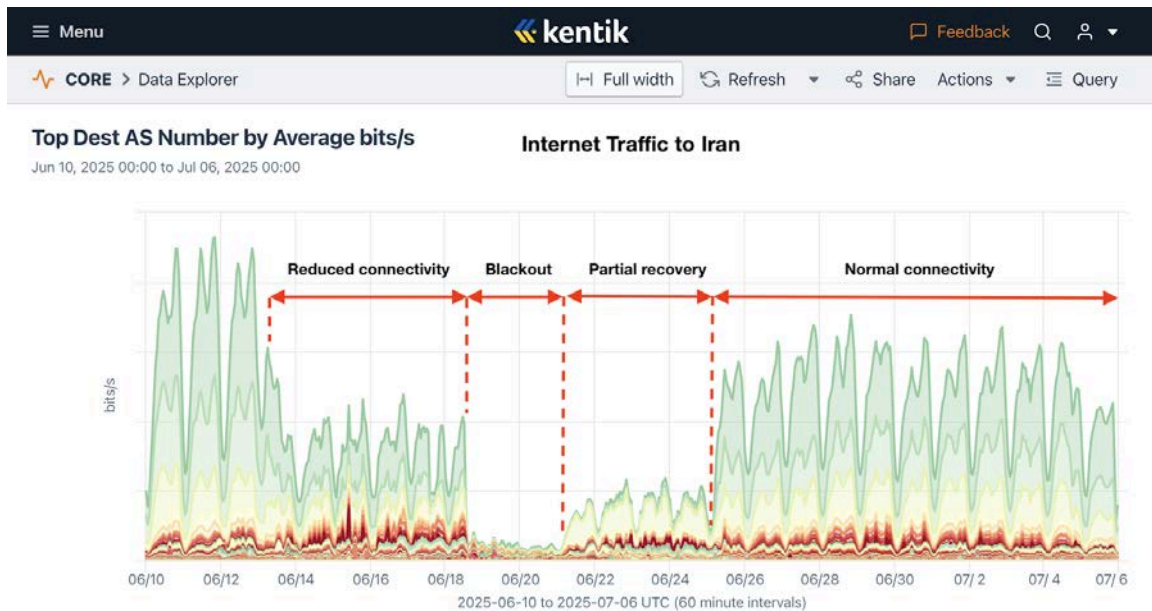 Menu
kentik
Feedback
CORE > Data Explorer
Full width
Refresh
Share
Actions
Query
Top Dest AS Number by Average bits/s
Internet Traffic to Iran
Jun 10, 2025 00:00 to Jul 06, 2025 00:00
Reduced connectivity
Blackout
Partial recovery
Normal connectivity
bits/s
06/10 06/12 06/14 06/16 06/18 06/20 06/22 06/24 06/26 06/28 06/30 07/ 2 07/ 4 07/ 6
2025-06-10 to 2025-07-06 UTC (60 minute intervals)